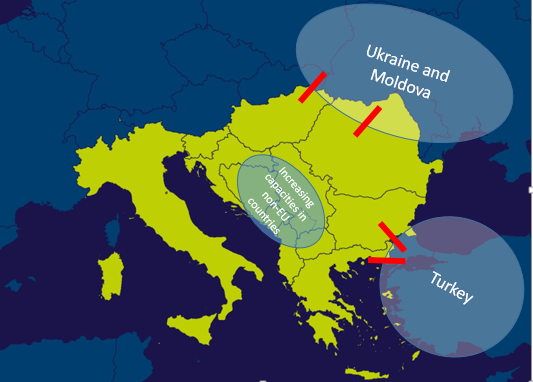 Ukraine and
Moldova
Increasing
capacities in
non-EU
countries
Turkey